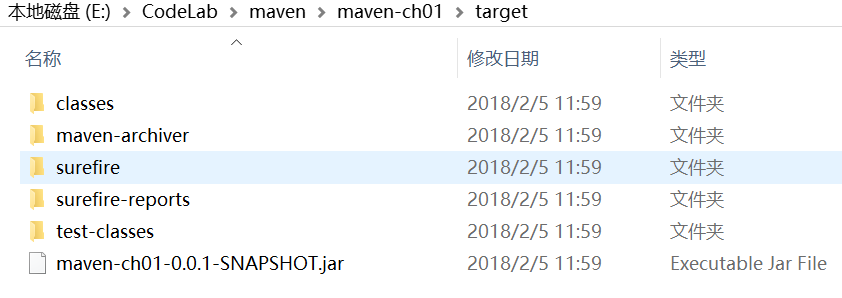 本地磁盘 (E:) > CodeLab > maven > maven-ch01 > target
名称 修改日期 类型
classes 2018/2/5 11:59 文件夹
maven-archiver 2018/2/5 11:59 文件夹
surefire 2018/2/5 11:59 文件夹
surefire-reports 2018/2/5 11:59 文件夹
test-classes 2018/2/5 11:59 文件夹
maven-ch01-0.0.1-SNAPSHOT.jar 2018/2/5 11:59 Executable Jar File